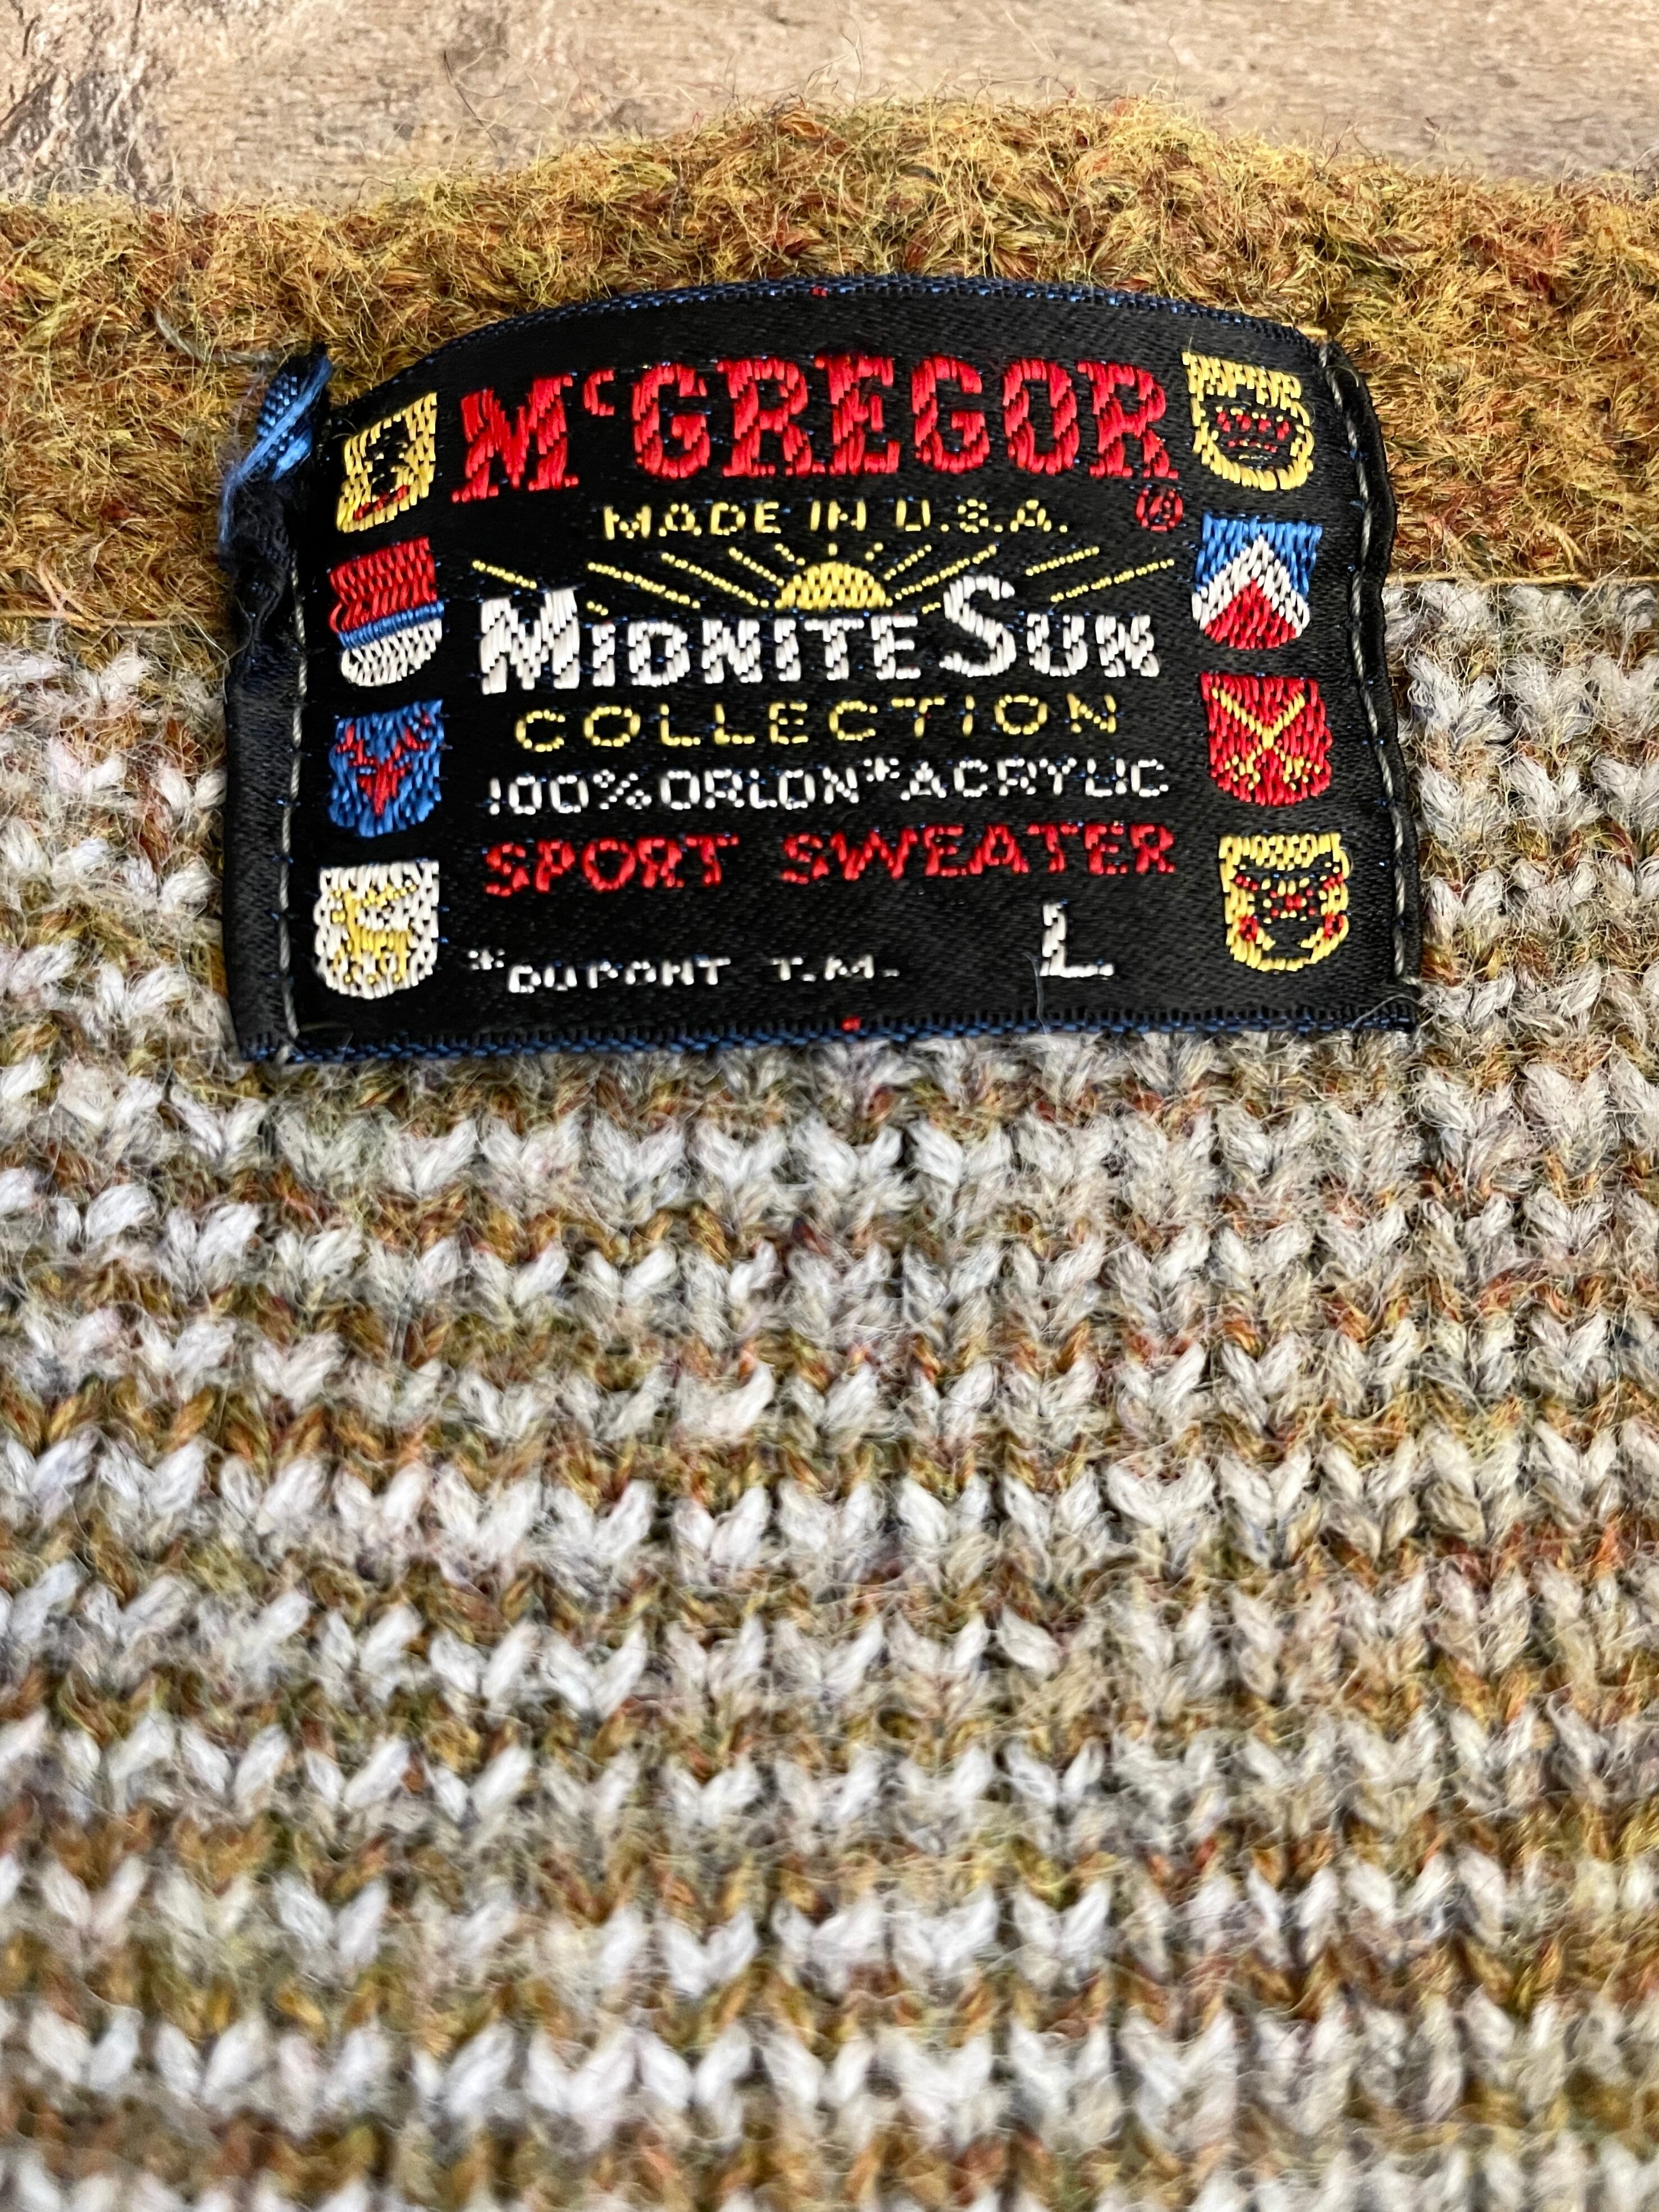 McGREGOR®
MADE IN U.S.A.
MIDNITE SUN
COLLECTION
100% ORLON* ACRYLIC
SPORT SWEATER
*DUPONT T.M. L